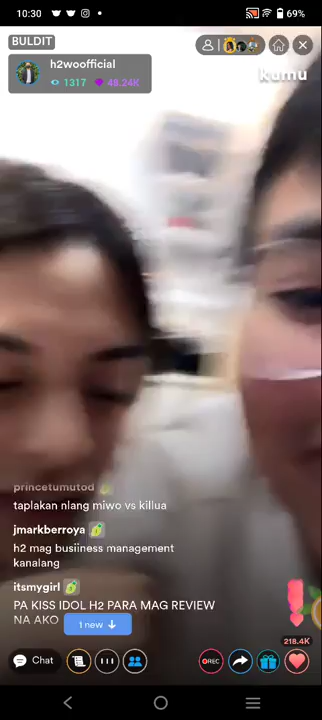 10:30
69%
BULDIT
h2woofficial
1317 48.24K
kumu
princetumutod
taplakan nlang miwo vs killua
jmarkberroya
h2 mag busiiness management
kanalang
itsmygirl
PA KISS IDOL H2 PARA MAG REVIEW
NA AKO
1 new
218.4K
Chat
REC